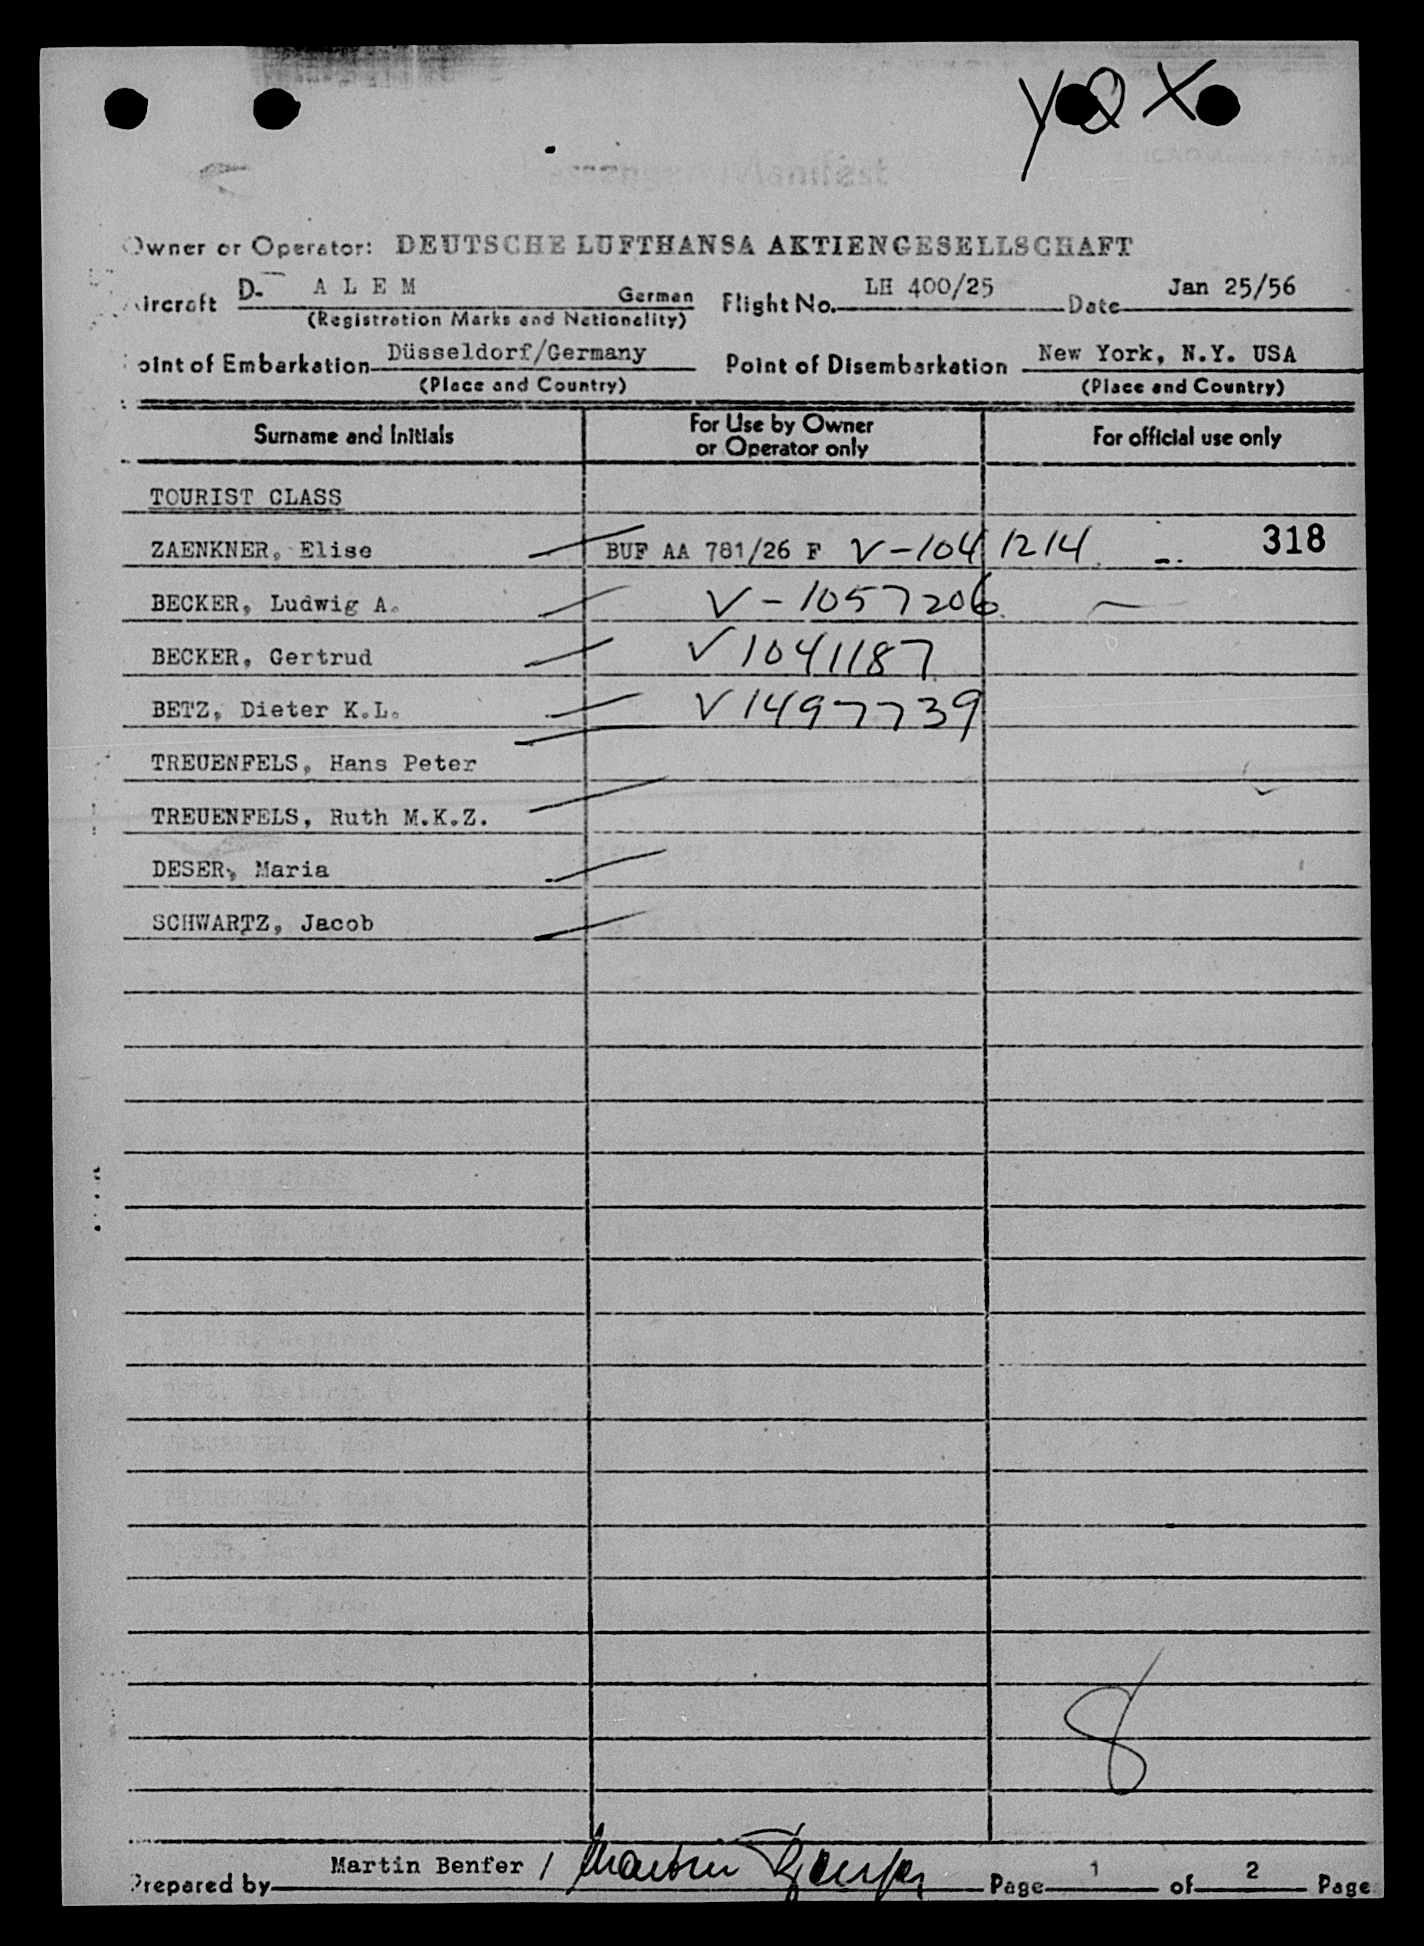 YQX
Passenger Manifest
Owner or Operator: DEUTSCHE LUFTHANSA AKTIENGESELLSCHAFT
Aircraft D- A L E M German Flight No. LH 400/25 Date Jan 25/56
(Registration Marks and Nationality)
Point of Embarkation Düsseldorf/Germany Point of Disembarkation New York, N.Y. USA
(Place and Country) (Place and Country)
Surname and Initials For Use by Owner or Operator only For official use only
TOURIST CLASS
ZAENKNER, Elise BUF AA 781/26 F V-1041214 318
BECKER, Ludwig A. V-1057206
BECKER, Gertrud V1041187
BETZ, Dieter K.L. V1497739
TREUENFELS, Hans Peter
TREUENFELS, Ruth M.K.Z.
DESER, Maria
SCHWARTZ, Jacob
8
Prepared by Martin Benfer / Martin Benfer Page 1 of 2 Page